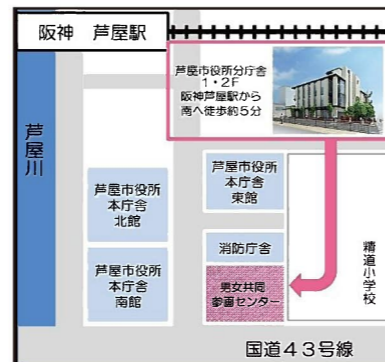 阪神 芦屋駅
芦屋市役所分庁舎
1・2F
阪神芦屋駅から
南へ徒歩約5分
芦屋川
芦屋市役所
本庁舎
北館
芦屋市役所
本庁舎
東館
消防庁舎
芦屋市役所
本庁舎
南館
男女共同
参画センター
精道小学校
国道43号線